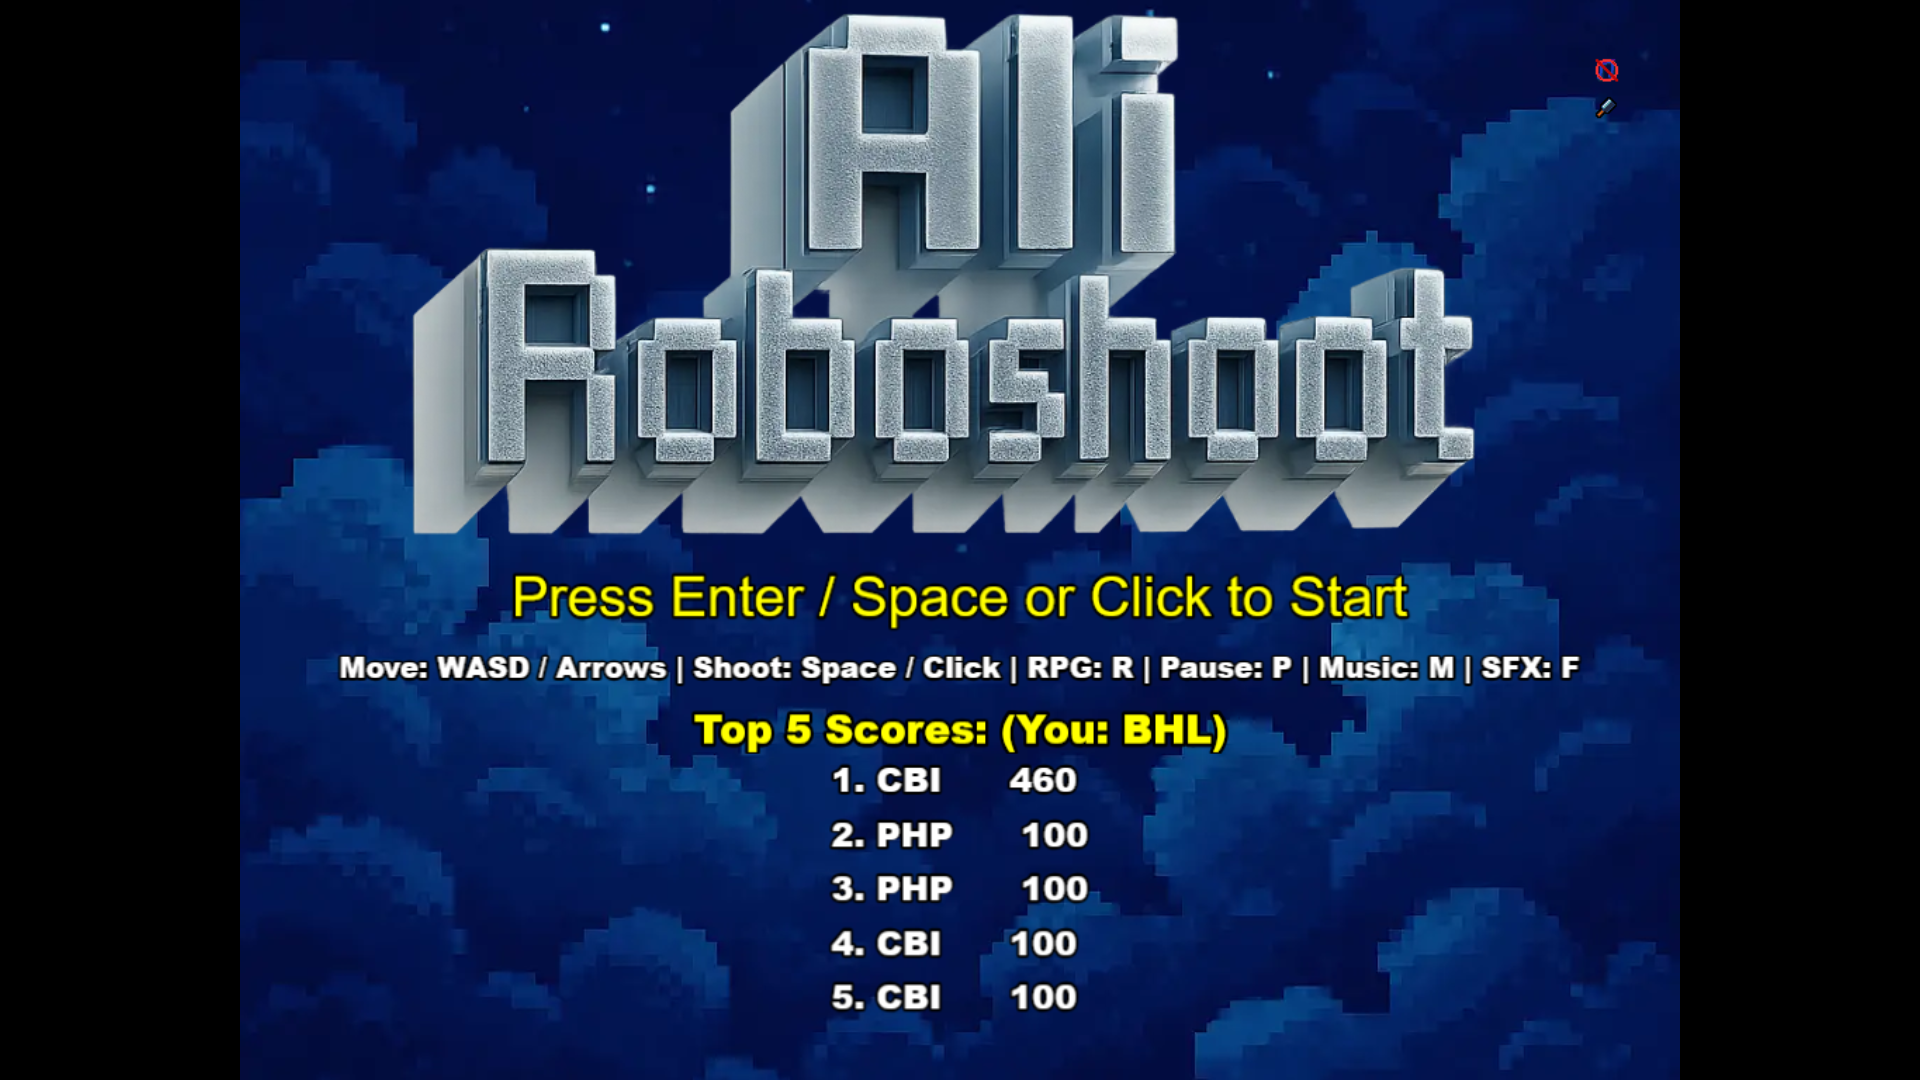 Ali
Roboshoot
Press Enter / Space or Click to Start
Move: WASD / Arrows | Shoot: Space / Click | RPG: R | Pause: P | Music: M | SFX: F
Top 5 Scores: (You: BHL)
1. CBI 460
2. PHP 100
3. PHP 100
4. CBI 100
5. CBI 100